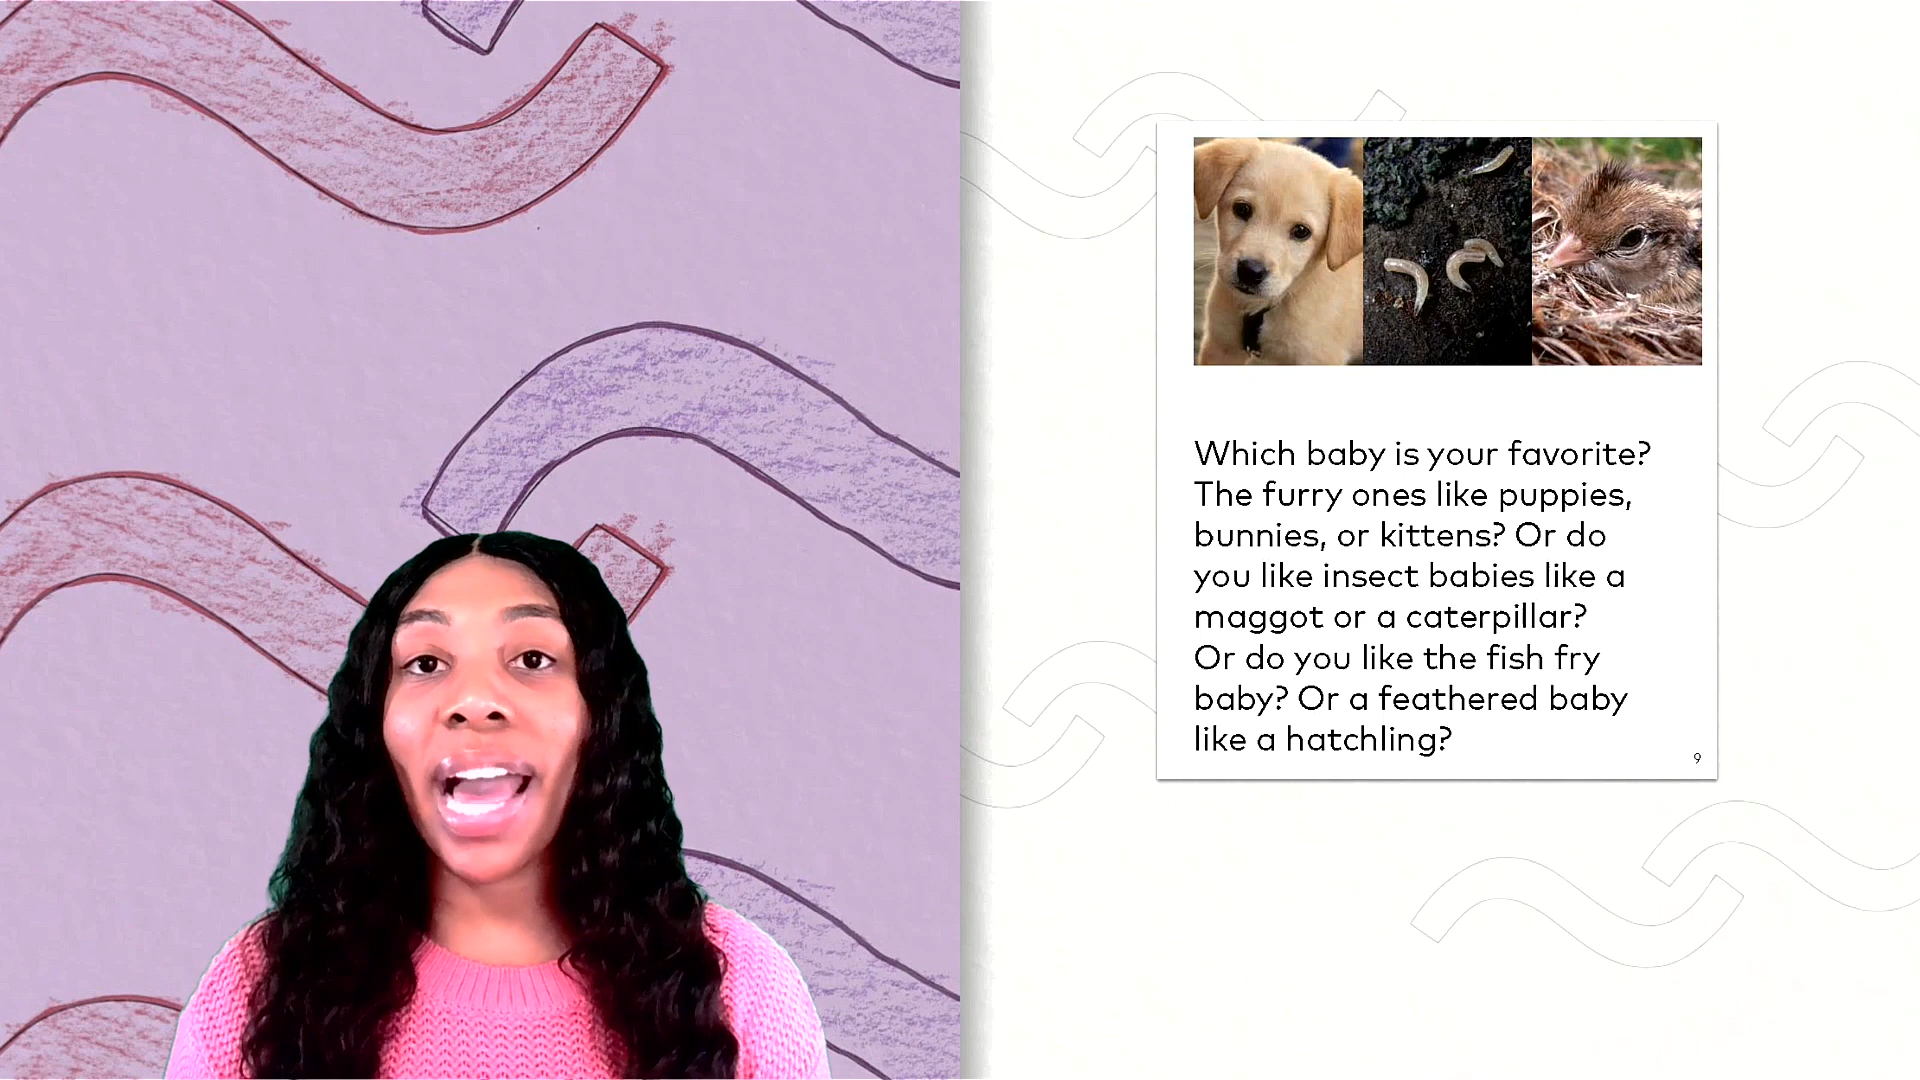 Which baby is your favorite?
The furry ones like puppies,
bunnies, or kittens? Or do
you like insect babies like a
maggot or a caterpillar?
Or do you like the fish fry
baby? Or a feathered baby
like a hatchling?
9